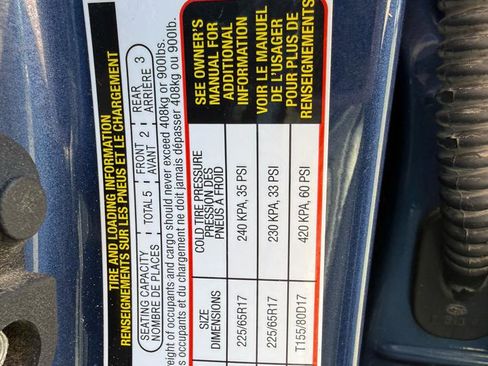 TIRE AND LOADING INFORMATION
RENSEIGNEMENTS SUR LES PNEUS ET LE CHARGEMENT
SEATING CAPACITY
NOMBRE DE PLACES
TOTAL 5
FRONT 2
AVANT
REAR 3
ARRIÈRE
eight of occupants and cargo should never exceed 408kg or 900lbs.
s occupants et du chargement ne doit jamais dépasser 408kg ou 900lb.
SIZE
DIMENSIONS
COLD TIRE PRESSURE
PRESSION DES
PNEUS À FROID
SEE OWNER'S
MANUAL FOR
ADDITIONAL
INFORMATION
VOIR LE MANUEL
DE L'USAGER
POUR PLUS DE
RENSEIGNEMENTS
225/65R17 240 KPA, 35 PSI
225/65R17 230 KPA, 33 PSI
T155/80D17 420 KPA, 60 PSI